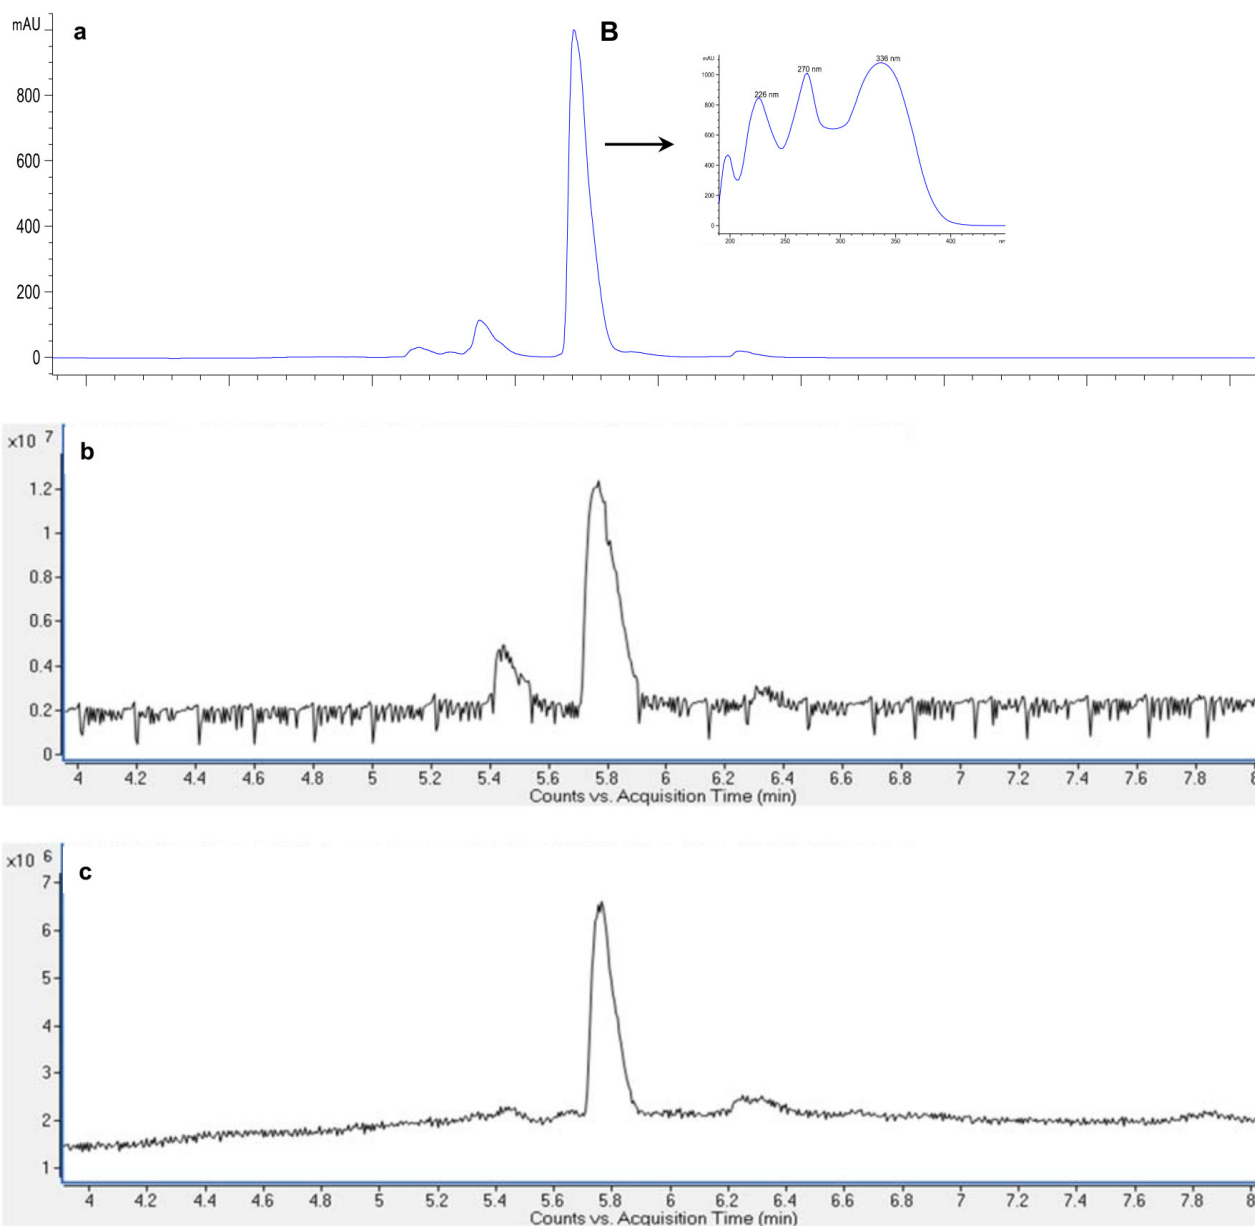 mAU
a
B
800
600
400
200
0
mAU
1000
800
600
400
200
0
226 nm
270 nm
336 nm
200
250
300
350
400
nm
x10 7
b
1.2
1
0.8
0.6
0.4
0.2
0
4 4.2 4.4 4.6 4.8 5 5.2 5.4 5.6 5.8 6 6.2 6.4 6.6 6.8 7 7.2 7.4 7.6 7.8 8
Counts vs. Acquisition Time (min)
x10 6
c
7
6
5
4
3
2
1
4 4.2 4.4 4.6 4.8 5 5.2 5.4 5.6 5.8 6 6.2 6.4 6.6 6.8 7 7.2 7.4 7.6 7.8 8
Counts vs. Acquisition Time (min)